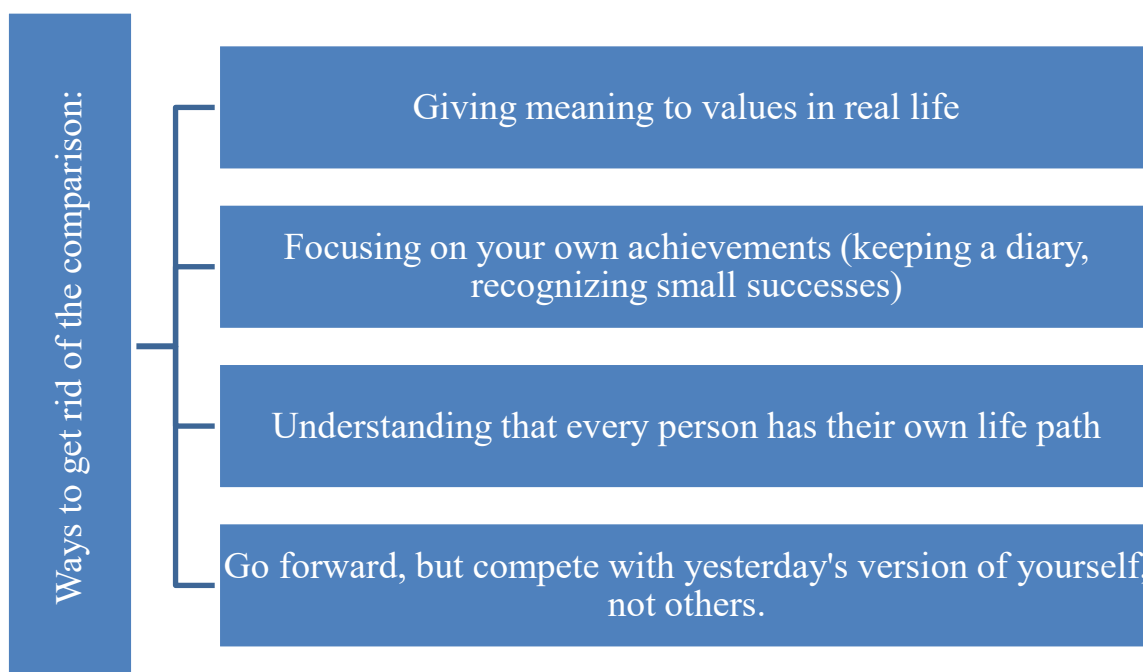 Ways to get rid of the comparison:
Giving meaning to values in real life
Focusing on your own achievements (keeping a diary,
recognizing small successes)
Understanding that every person has their own life path
Go forward, but compete with yesterday's version of yourself,
not others.